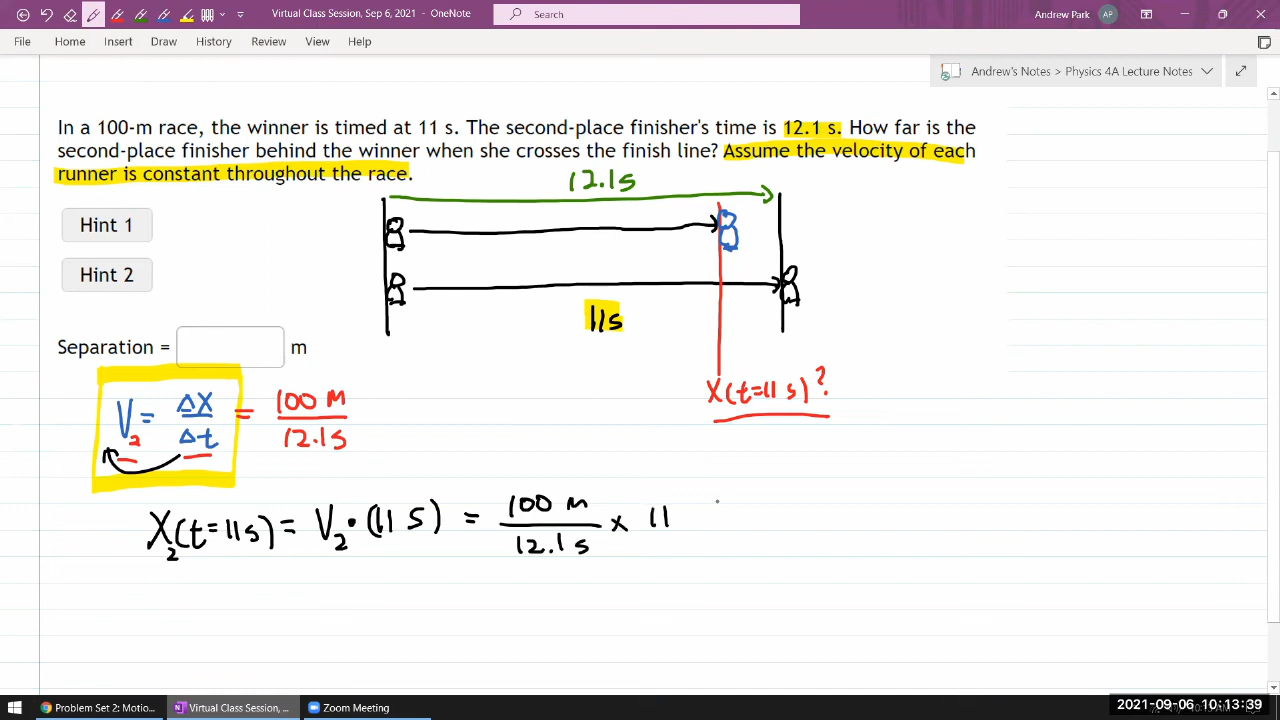 Virtual Class Session, Sep 6, 2021 - OneNote
Search
Andrew Park
AP
File Home Insert Draw History Review View Help
Andrew's Notes > Physics 4A Lecture Notes
In a 100-m race, the winner is timed at 11 s. The second-place finisher's time is 12.1 s. How far is the
second-place finisher behind the winner when she crosses the finish line? Assume the velocity of each
runner is constant throughout the race.
12.1s
Hint 1
Hint 2
11s
Separation = m
X(t=11 s)?
V2 = ΔX/Δt = 100 M/12.1s
X2(t=11s) = V2•(11 S) = 100 M/12.1s × 11
Problem Set 2: Motio... Virtual Class Session,... Zoom Meeting
2021-09-06 10:13:39